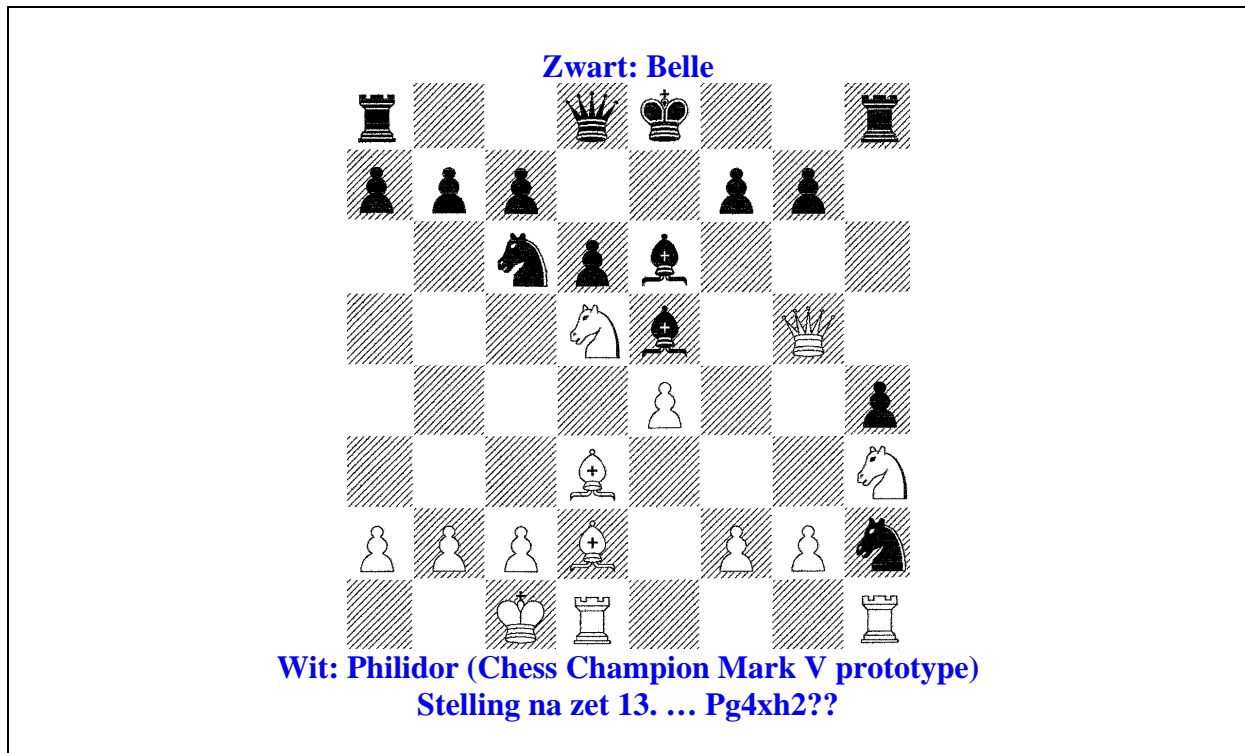 Zwart: Belle
Wit: Philidor (Chess Champion Mark V prototype)
Stelling na zet 13. … Pg4xh2??